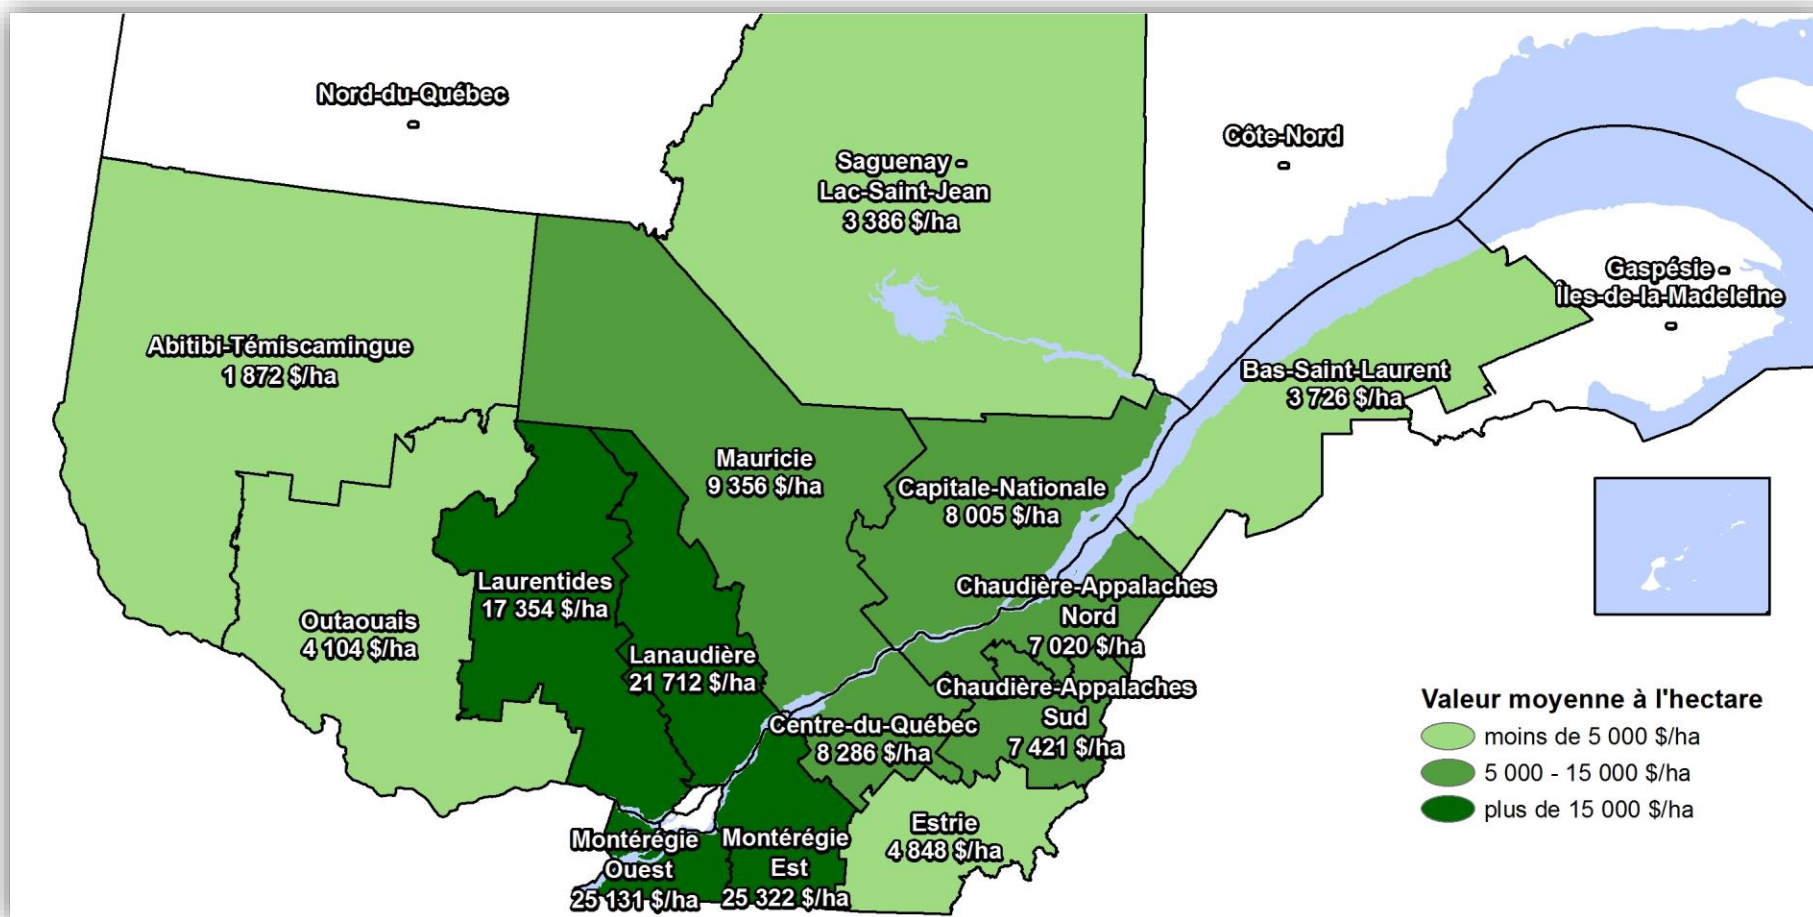 Nord-du-Québec
-
Côte-Nord
-
Saguenay -
Lac-Saint-Jean
3 386 $/ha
Gaspésie -
Îles-de-la-Madeleine
-
Abitibi-Témiscamingue
1 872 $/ha
Bas-Saint-Laurent
3 726 $/ha
Mauricie
9 356 $/ha
Capitale-Nationale
8 005 $/ha
Laurentides
17 354 $/ha
Chaudière-Appalaches
Nord
7 020 $/ha
Outaouais
4 104 $/ha
Lanaudière
21 712 $/ha
Chaudière-Appalaches
Sud
7 421 $/ha
Centre-du-Québec
8 286 $/ha
Montérégie
Ouest
25 131 $/ha
Montérégie
Est
25 322 $/ha
Estrie
4 848 $/ha
Valeur moyenne à l'hectare
moins de 5 000 $/ha
5 000 - 15 000 $/ha
plus de 15 000 $/ha